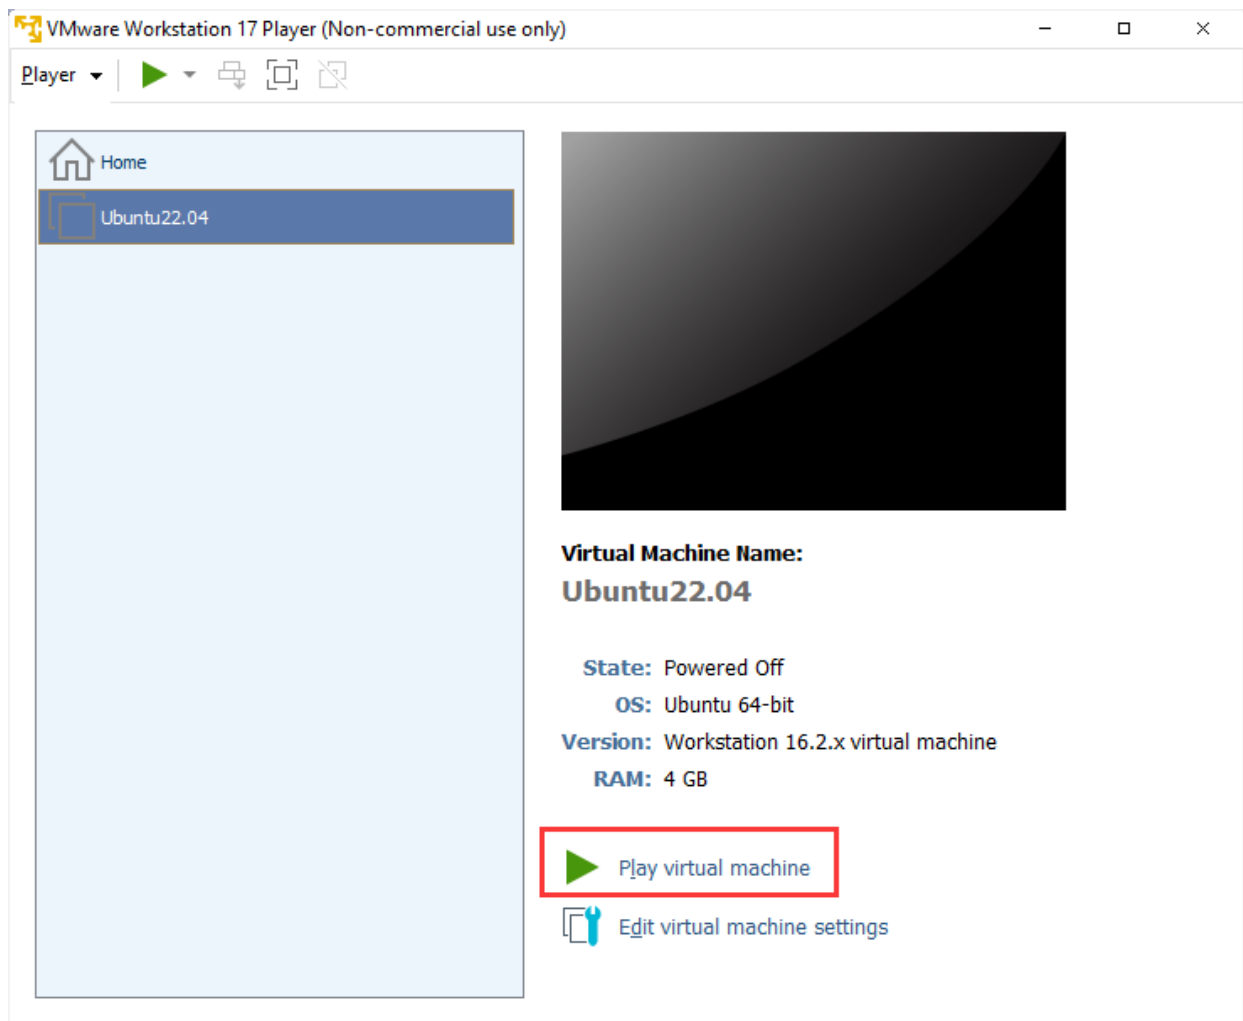 VMware Workstation 17 Player (Non-commercial use only)
Player
Home
Ubuntu22.04
Virtual Machine Name:
Ubuntu22.04
State: Powered Off
OS: Ubuntu 64-bit
Version: Workstation 16.2.x virtual machine
RAM: 4 GB
Play virtual machine
Edit virtual machine settings